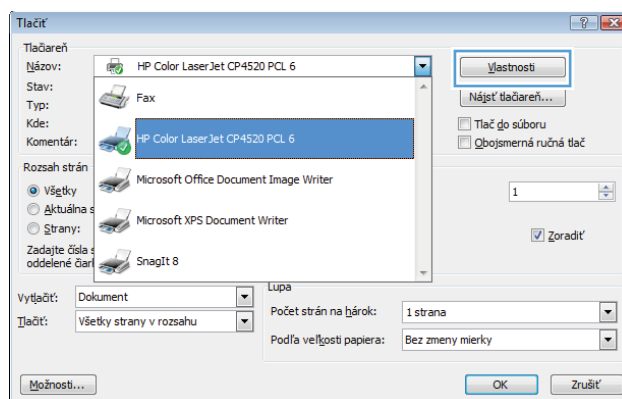 Tlačiť
Tlačiareň
Názov: HP Color LaserJet CP4520 PCL 6 Vlastnosti
Stav:
Fax Nájsť tlačiareň...
Typ:
Kde: Tlač do súboru
Komentár: HP Color LaserJet CP4520 PCL 6 Obojsmerná ručná tlač
Rozsah strán
Microsoft Office Document Image Writer
Všetky 1
Aktuálna s
Microsoft XPS Document Writer
Strany: Zoradiť
Zadajte čísla s
SnagIt 8
oddelené čiar
Lupa
Vytlačiť: Dokument
Počet strán na hárok: 1 strana
Tlačiť: Všetky strany v rozsahu
Podľa veľkosti papiera: Bez zmeny mierky
Možnosti... OK Zrušiť